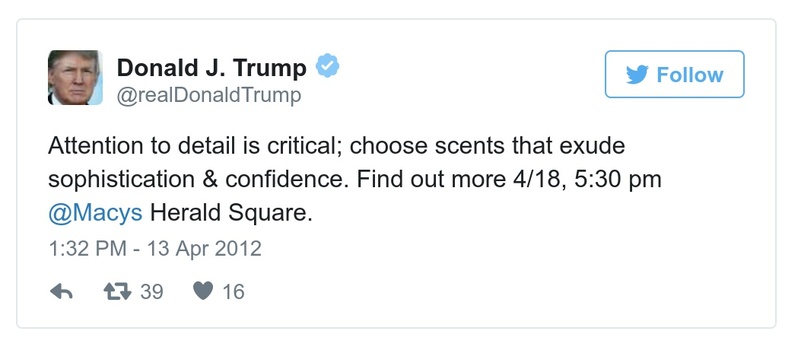 Donald J. Trump
@realDonaldTrump
Follow
Attention to detail is critical; choose scents that exude
sophistication & confidence. Find out more 4/18, 5:30 pm
@Macys Herald Square.
1:32 PM - 13 Apr 2012
39 16